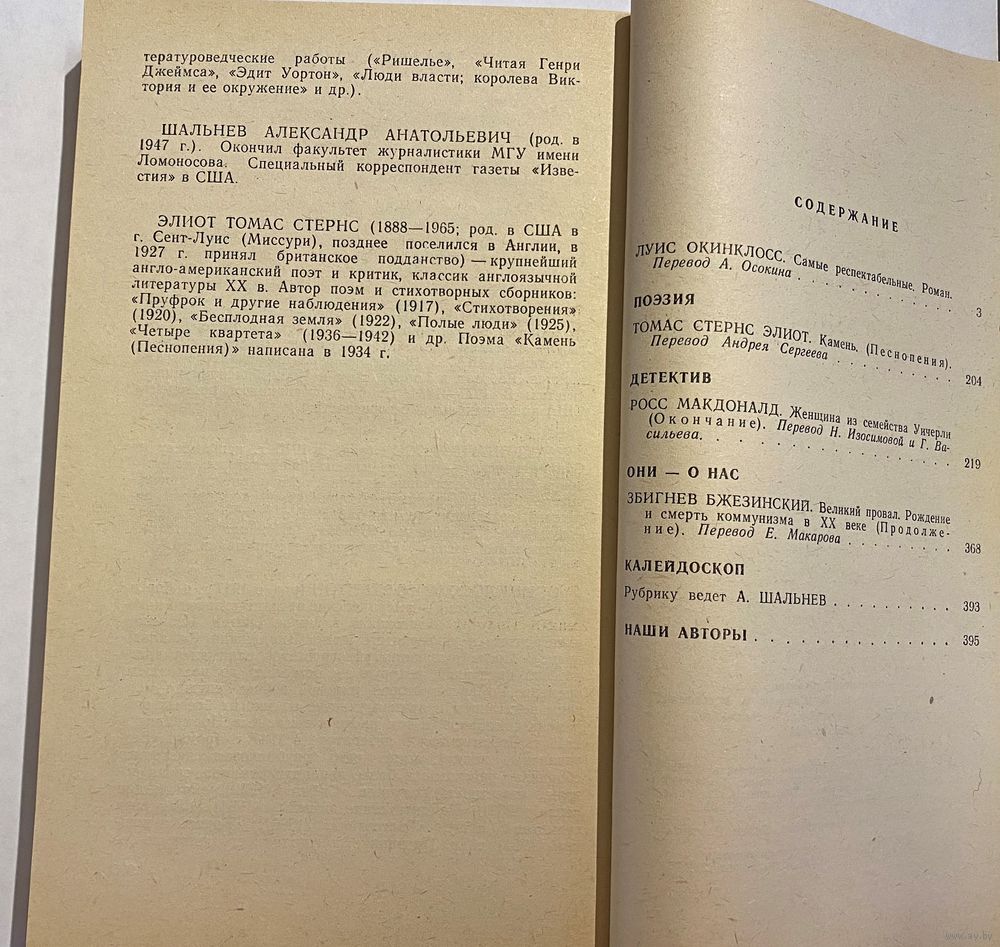 тературоведческие работы («Ришелье», «Читая Генри
Джеймса», «Эдит Уортон», «Люди власти; королева Вик-
тория и ее окружение» и др.).
ШАЛЬНЕВ АЛЕКСАНДР АНАТОЛЬЕВИЧ (род. в
1947 г.). Окончил факультет журналистики МГУ имени
Ломоносова. Специальный корреспондент газеты «Изве-
стия» в США.
ЭЛИОТ ТОМАС СТЕРНС (1888—1965; род. в США в
г. Сент-Луис (Миссури), позднее поселился в Англии, в
1927 г. принял британское подданство) — крупнейший
англо-американский поэт и критик, классик англоязычной
литературы XX в. Автор поэм и стихотворных сборников:
«Пруфрок и другие наблюдения» (1917), «Стихотворения»
(1920), «Бесплодная земля» (1922), «Полые люди» (1925),
«Четыре квартета» (1936—1942) и др. Поэма «Камень
(Песнопения)» написана в 1934 г.
СОДЕРЖАНИЕ
ЛУИС ОКИНКЛОСС. Самые респектабельные. Роман.
Перевод А. Осокина . . . . . . . . . . 3
ПОЭЗИЯ
ТОМАС СТЕРНС ЭЛИОТ. Камень. (Песнопения).
Перевод Андрея Сергеева . . . . . . . . 204
ДЕТЕКТИВ
РОСС МАКДОНАЛД. Женщина из семейства Уичерли
(Окончание). Перевод Н. Изосимовой и Г. Ва-
сильева. . . . . . . . . . . . . . 219
ОНИ — О НАС
ЗБИГНЕВ БЖЕЗИНСКИЙ. Великий провал. Рождение
и смерть коммунизма в XX веке (Продолже-
ние). Перевод Е. Макарова . . . . . . . 368
КАЛЕЙДОСКОП
Рубрику ведет А. ШАЛЬНЕВ . . . . . . . . 393
НАШИ АВТОРЫ . . . . . . . . . . . . . 395
www.ay.by